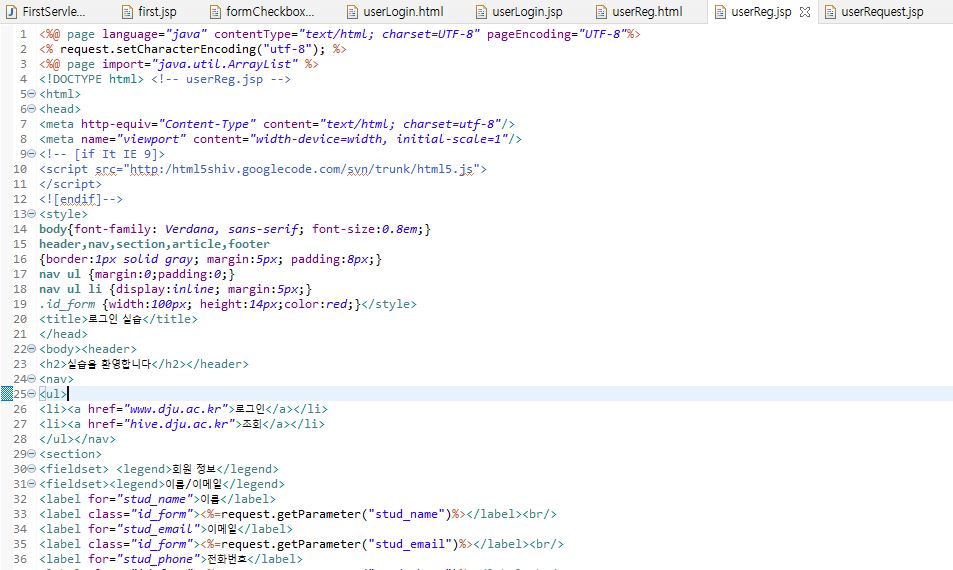 FirstServle... first.jsp formCheckbox... userLogin.html userLogin.jsp userReg.html userReg.jsp userRequest.jsp
1 <%@ page language="java" contentType="text/html; charset=UTF-8" pageEncoding="UTF-8"%>
2 <% request.setCharacterEncoding("utf-8"); %>
3 <%@ page import="java.util.ArrayList" %>
4 <!DOCTYPE html> <!-- userReg.jsp -->
5 <html>
6 <head>
7 <meta http-equiv="Content-Type" content="text/html; charset=utf-8"/>
8 <meta name="viewport" content="width-device=width, initial-scale=1"/>
9 <!-- [if It IE 9]>
10 <script src="http:/html5shiv.googlecode.com/svn/trunk/html5.js">
11 </script>
12 <![endif]-->
13 <style>
14 body{font-family: Verdana, sans-serif; font-size:0.8em;}
15 header,nav,section,article,footer
16 {border:1px solid gray; margin:5px; padding:8px;}
17 nav ul {margin:0;padding:0;}
18 nav ul li {display:inline; margin:5px;}
19 .id_form {width:100px; height:14px;color:red;}</style>
20 <title>로그인 실습</title>
21 </head>
22 <body><header>
23 <h2>실습을 환영합니다</h2></header>
24 <nav>
25 <ul>
26 <li><a href="www.dju.ac.kr">로그인</a></li>
27 <li><a href="hive.dju.ac.kr">조회</a></li>
28 </ul></nav>
29 <section>
30 <fieldset> <legend>회원 정보</legend>
31 <fieldset><legend>이름/이메일</legend>
32 <label for="stud_name">이름</label>
33 <label class="id_form"><%=request.getParameter("stud_name")%></label><br/>
34 <label for="stud_email">이메일</label>
35 <label class="id_form"><%=request.getParameter("stud_email")%></label><br/>
36 <label for="stud_phone">전화번호</label>